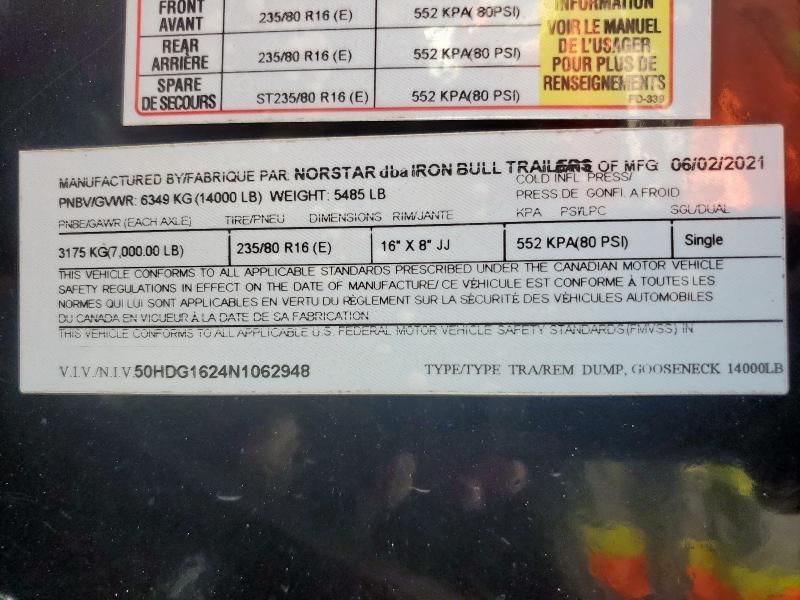 FRONT 235/80 R16 (E) 552 KPA( 80PSI) INFORMATION
AVANT VOIR LE MANUEL
REAR DE L'USAGER
ARRIÈRE 235/80 R16 (E) 552 KPA(80 PSI) POUR PLUS DE
SPARE RENSEIGNEMENTS
DE SECOURS ST235/80 R16 (E) 552 KPA(80 PSI) PD-339
MANUFACTURED BY/FABRIQUE PAR: NORSTAR dba IRON BULL TRAILERS OF MFG: 06/02/2021
PNBV/GVWR: 6349 KG (14000 LB) WEIGHT: 5485 LB COLD INFL. PRESS/
PRESS DE GONFL A FROID
PNBE/GAWR (EACH AXLE) TIRE/PNEU DIMENSIONS RIM/JANTE KPA PSI/LPC SGL/DUAL
3175 KG(7,000.00 LB) 235/80 R16 (E) 16" X 8" JJ 552 KPA(80 PSI) Single
THIS VEHICLE CONFORMS TO ALL APPLICABLE STANDARDS PRESCRIBED UNDER THE CANADIAN MOTOR VEHICLE
SAFETY REGULATIONS IN EFFECT ON THE DATE OF MANUFACTURE/ CE VÉHICULE EST CONFORME À TOUTES LES
NORMES QUI LUI SONT APPLICABLES EN VERTU DU RÈGLEMENT SUR LA SÉCURITÉ DES VÉHICULES AUTOMOBILES
DU CANADA EN VIGUEUR À LA DATE DE SA FABRICATION
THIS VEHICLE CONFORMS TO ALL APPLICABLE U.S. FEDERAL MOTOR VEHICLE SAFETY STANDARDS(FMVSS) IN
V.I.V./N.I.V.50HDG1624N1062948 TYPE/TYPE TRA/REM DUMP, GOOSENECK 14000LB